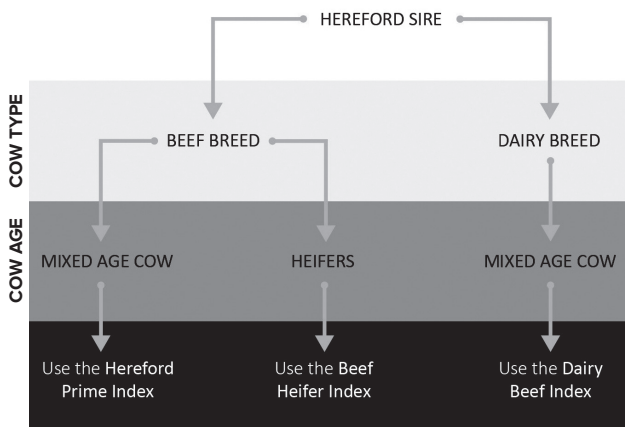 HEREFORD SIRE
COW TYPE
BEEF BREED
DAIRY BREED
COW AGE
MIXED AGE COW
HEIFERS
MIXED AGE COW
Use the Hereford
Prime Index
Use the Beef
Heifer Index
Use the Dairy
Beef Index